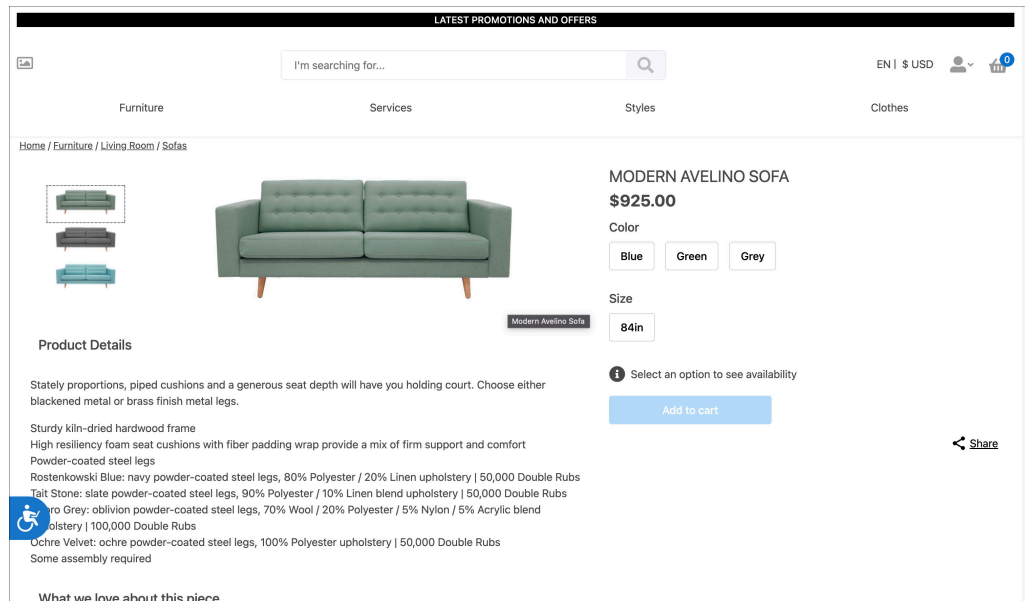 LATEST PROMOTIONS AND OFFERS
I'm searching for...
EN | $ USD
0
Furniture
Services
Styles
Clothes
Home / Furniture / Living Room / Sofas
MODERN AVELINO SOFA
$925.00
Color
Blue
Green
Grey
Size
84in
Modern Avelino Sofa
Select an option to see availability
Add to cart
Share
Product Details
Stately proportions, piped cushions and a generous seat depth will have you holding court. Choose either
blackened metal or brass finish metal legs.
Sturdy kiln-dried hardwood frame
High resiliency foam seat cushions with fiber padding wrap provide a mix of firm support and comfort
Powder-coated steel legs
Rostenkowski Blue: navy powder-coated steel legs, 80% Polyester / 20% Linen upholstery | 50,000 Double Rubs
Tait Stone: slate powder-coated steel legs, 90% Polyester / 10% Linen blend upholstery | 50,000 Double Rubs
Grey: oblivion powder-coated steel legs, 70% Wool / 20% Polyester / 5% Nylon / 5% Acrylic blend
| 100,000 Double Rubs
Ochre Velvet: ochre powder-coated steel legs, 100% Polyester upholstery | 50,000 Double Rubs
Some assembly required
What we love about this piece